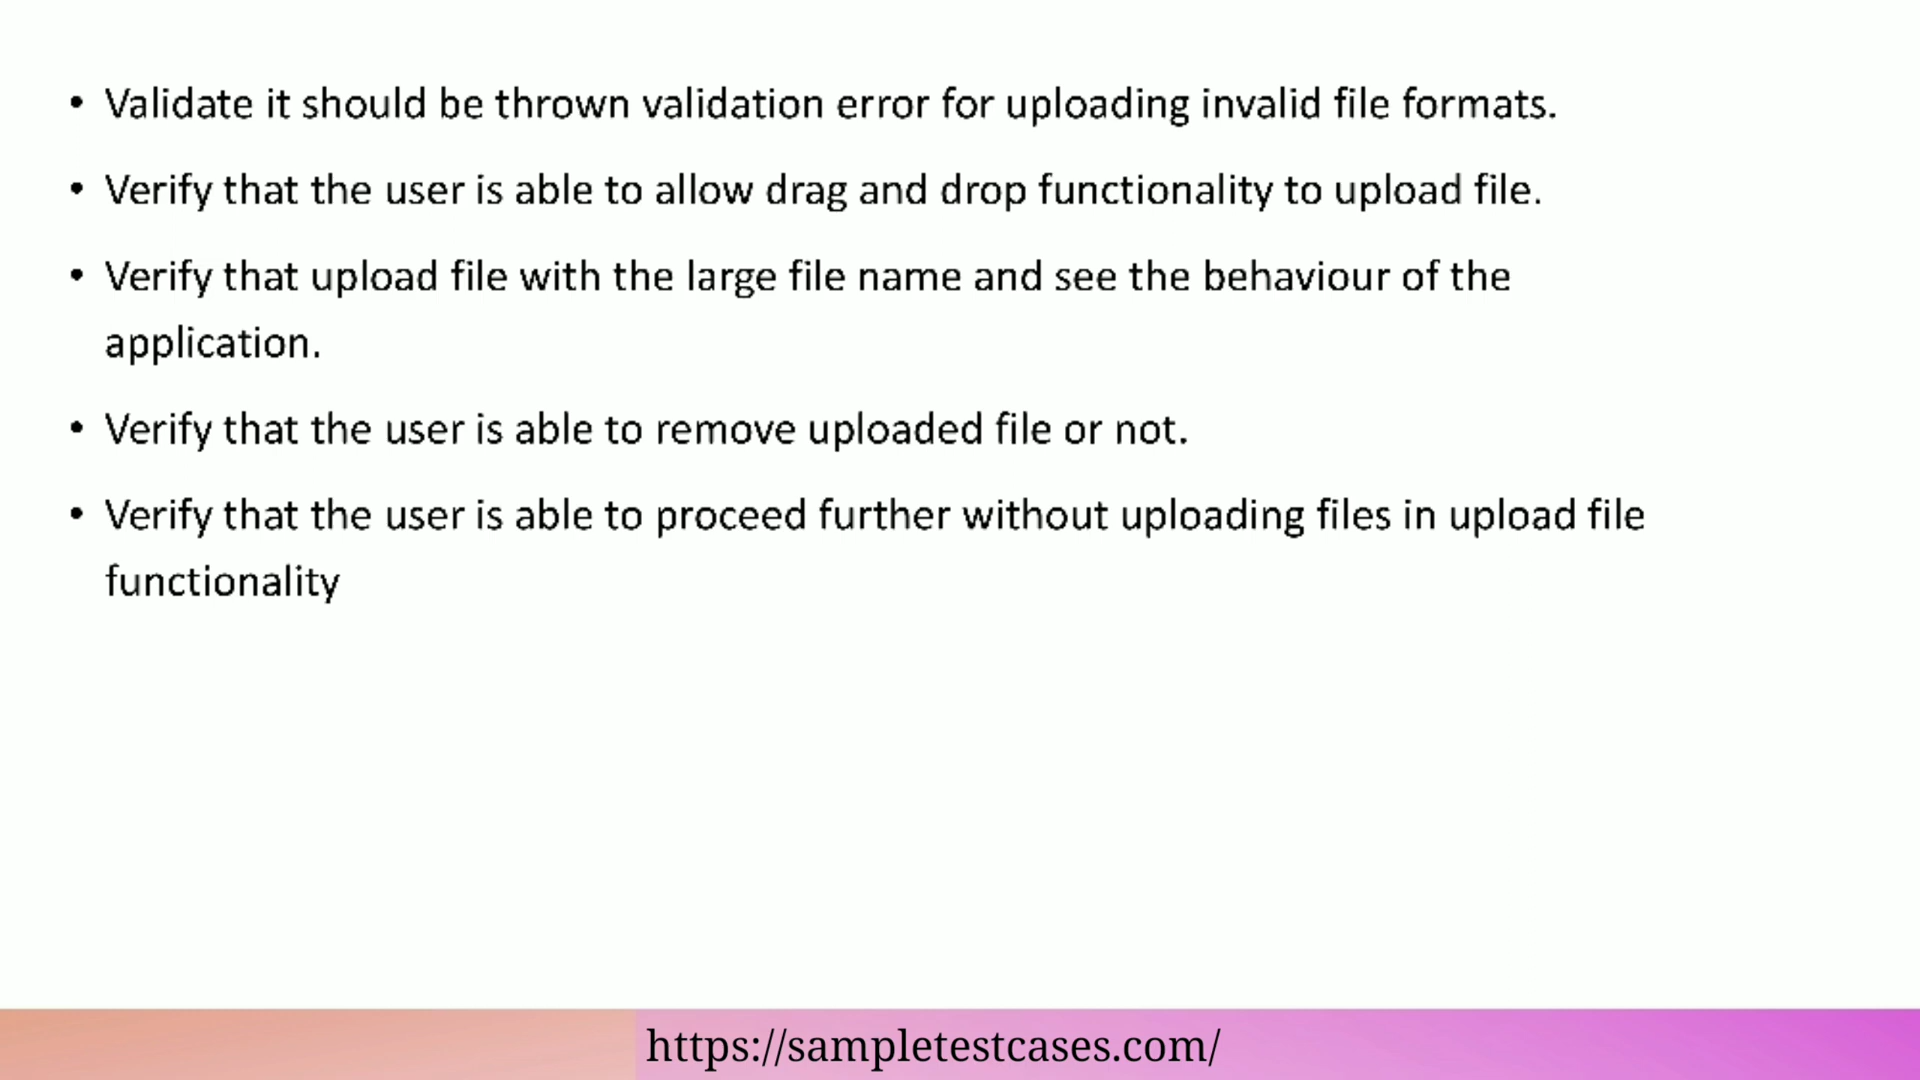 • Validate it should be thrown validation error for uploading invalid file formats.
• Verify that the user is able to allow drag and drop functionality to upload file.
• Verify that upload file with the large file name and see the behaviour of the
application.
• Verify that the user is able to remove uploaded file or not.
• Verify that the user is able to proceed further without uploading files in upload file
functionality
https://sampletestcases.com/